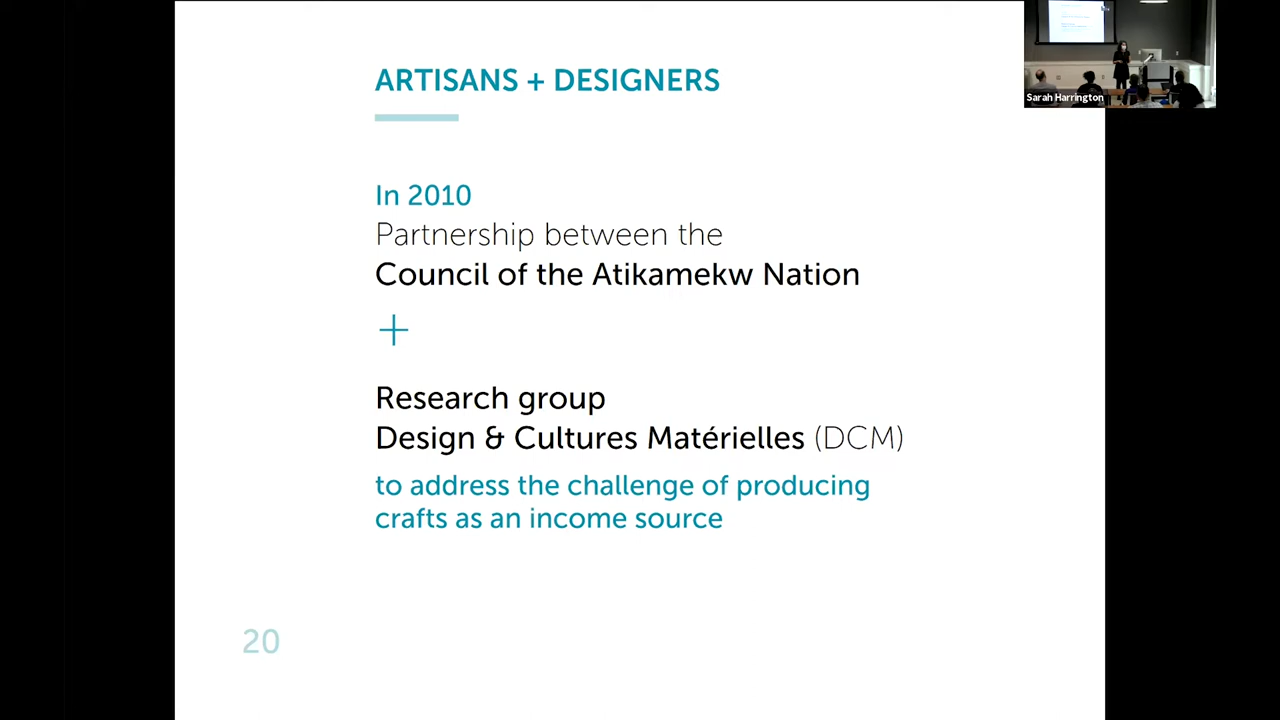 ARTISANS + DESIGNERS
In 2010
Partnership between the
Council of the Atikamekw Nation
+
Research group
Design & Cultures Matérielles (DCM)
to address the challenge of producing
crafts as an income source
20
Sarah Harrington